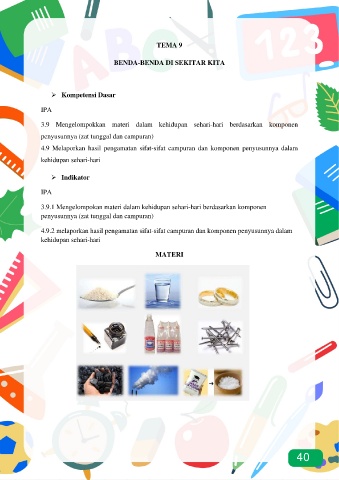 TEMA 9
BENDA-BENDA DI SEKITAR KITA
➢ Kompetensi Dasar
IPA
3.9 Mengelompokkan materi dalam kehidupan sehari-hari berdasarkan komponen
penyusunnya (zat tunggal dan campuran)
4.9 Melaporkan hasil pengamatan sifat-sifat campuran dan komponen penyusunnya dalam
kehidupan sehari-hari
➢ Indikator
IPA
3.9.1 Mengelompokan materi dalam kehidupan sehari-hari berdasarkan komponen
penyusunnya (zat tunggal dan campuran)
4.9.2 melaporkan hasil pengamatan sifat-sifat campuran dan komponen penyusunnya dalam
kehidupan sehari-hari
MATERI
40